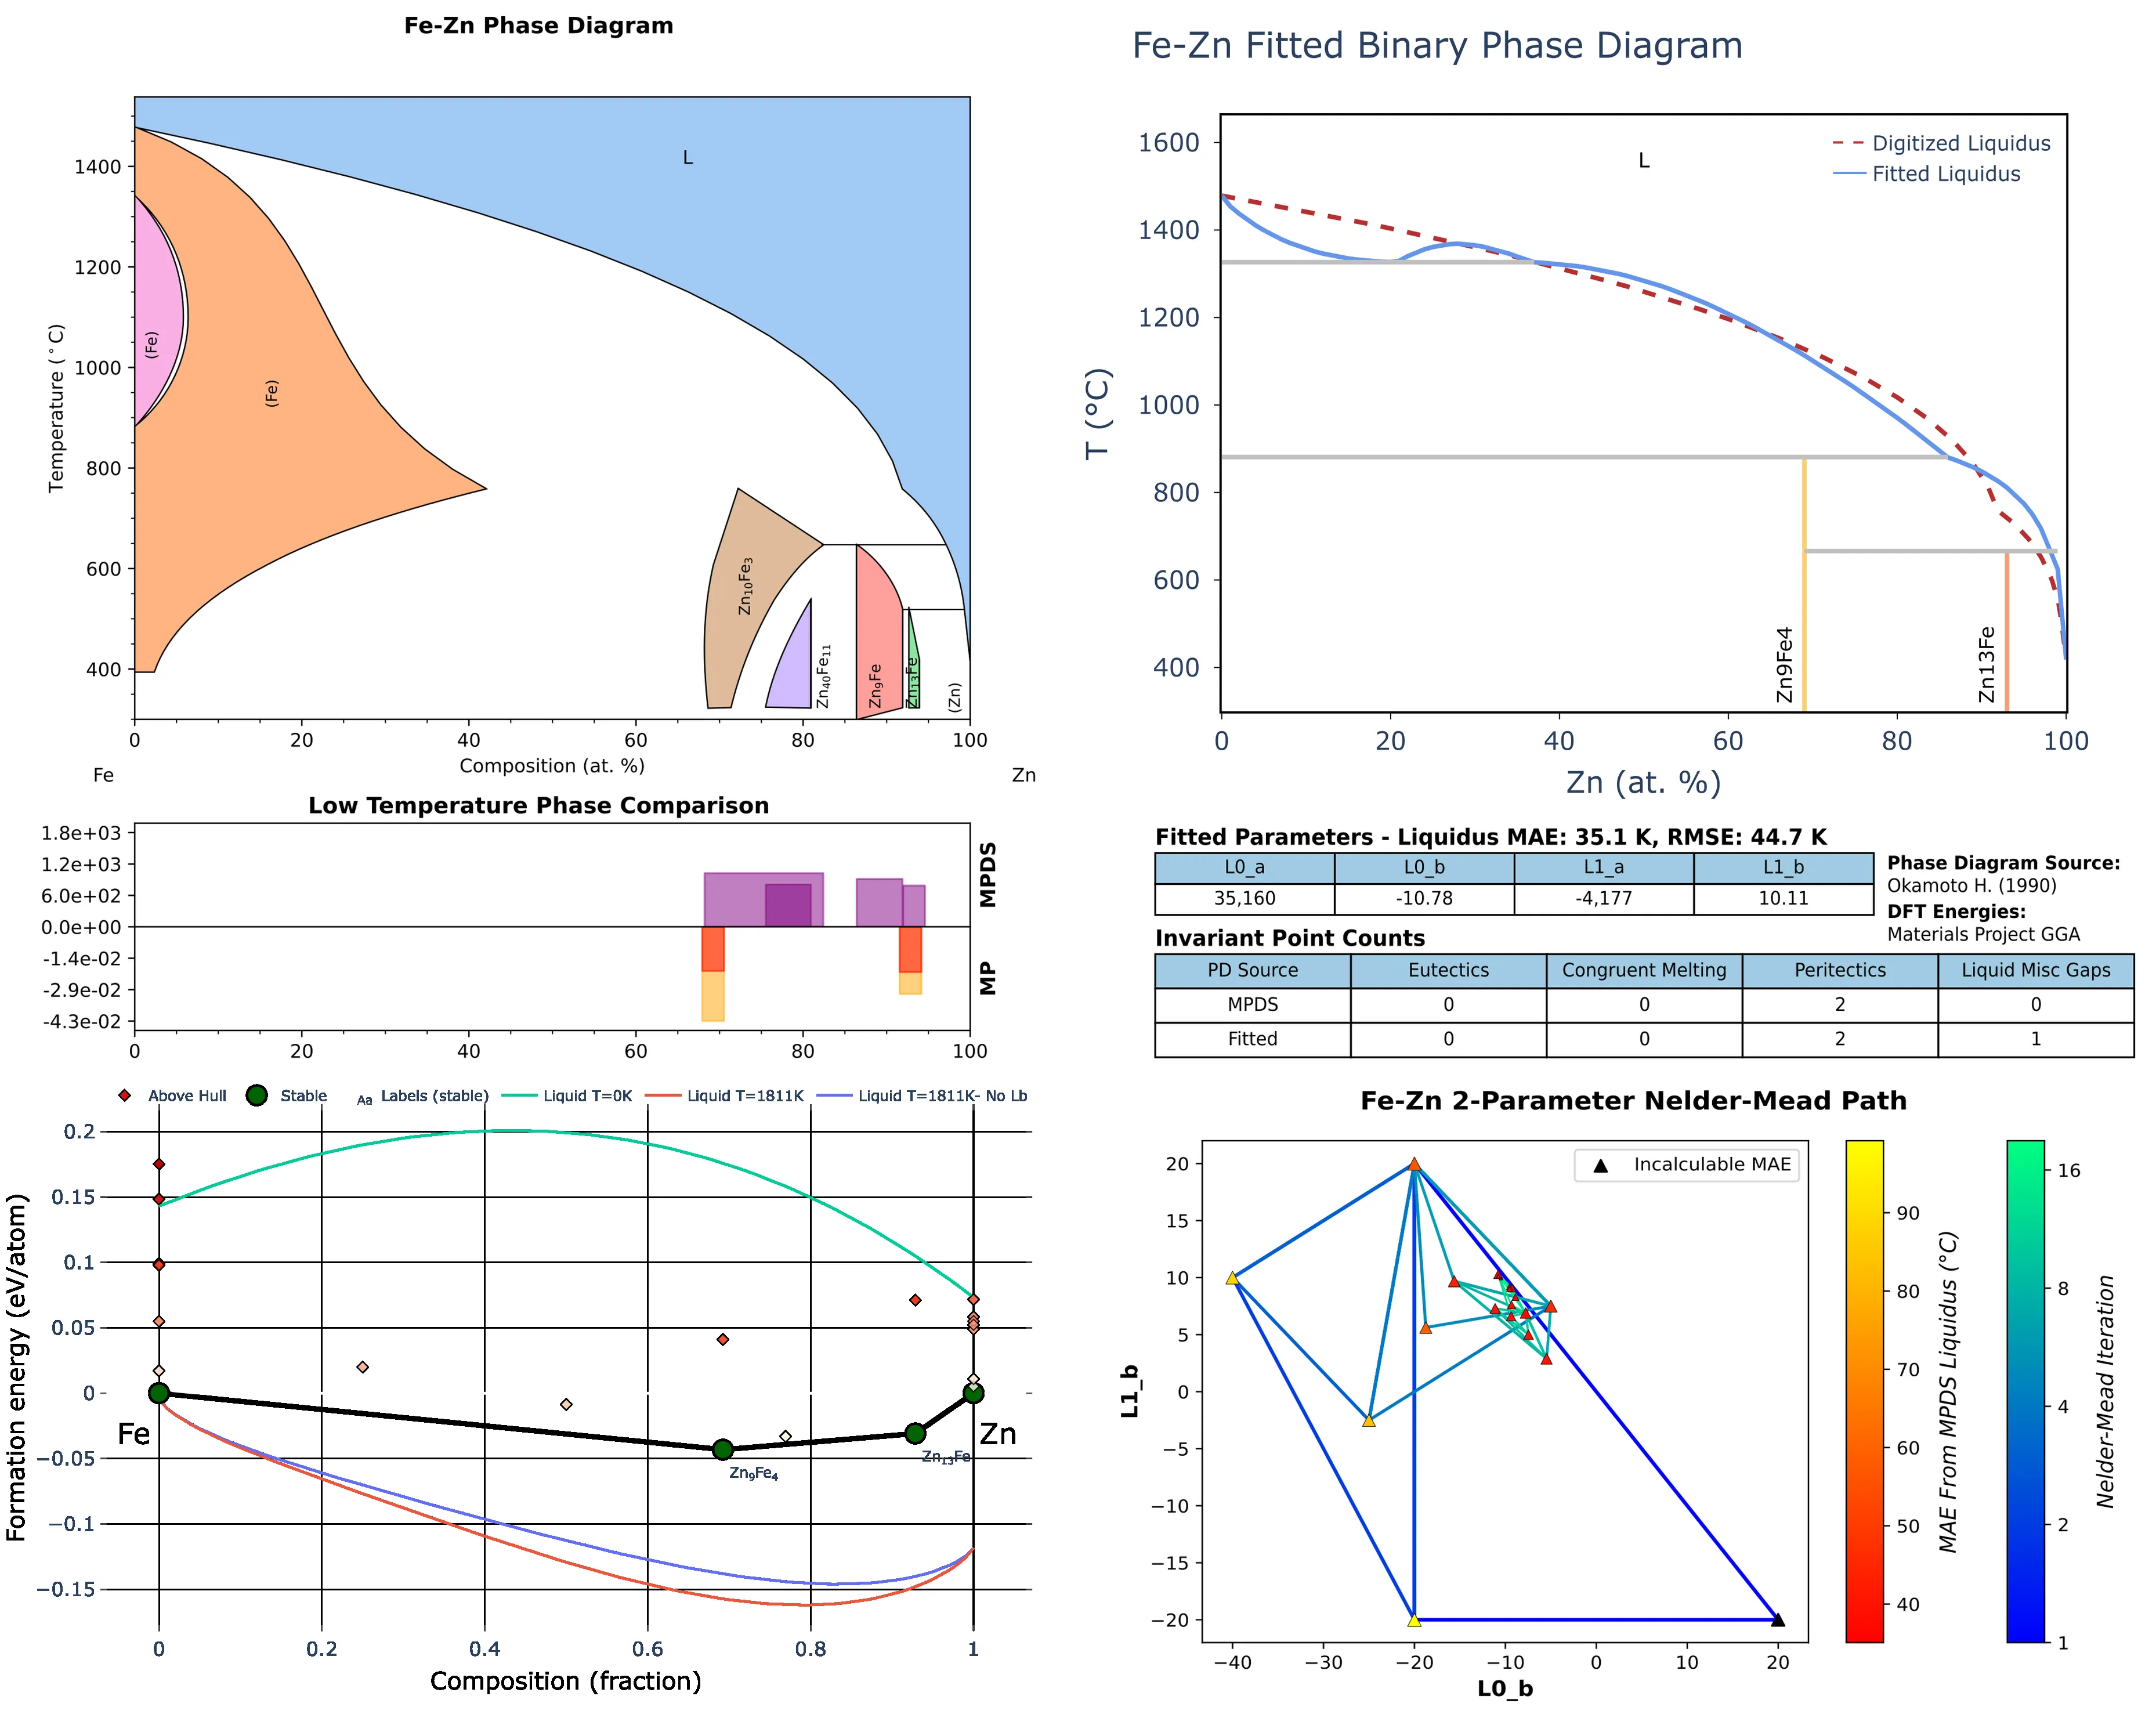 Fe-Zn Phase Diagram
Temperature (°C)
1400
1200
1000
800
600
400
L
(Fe)
(Fe)
Zn10Fe3
Zn40Fe11
Zn9Fe
Zn13Fe
(Zn)
0 20 40 60 80 100
Composition (at. %)
Fe Zn
Low Temperature Phase Comparison
1.8e+03
1.2e+03
6.0e+02
0.0e+00
-1.4e-02
-2.9e-02
-4.3e-02
MPDS
MP
0 20 40 60 80 100
Above Hull Stable Aa Labels (stable) Liquid T=0K Liquid T=1811K Liquid T=1811K- No Lb
Formation energy (eV/atom)
0.2
0.15
0.1
0.05
0
−0.05
−0.1
−0.15
Fe
Zn
Zn9Fe4
Zn13Fe
0 0.2 0.4 0.6 0.8 1
Composition (fraction)
Fe-Zn Fitted Binary Phase Diagram
T (°C)
1600
1400
1200
1000
800
600
400
L
Digitized Liquidus
Fitted Liquidus
Zn9Fe4
Zn13Fe
0 20 40 60 80 100
Zn (at. %)
Fitted Parameters - Liquidus MAE: 35.1 K, RMSE: 44.7 K
L0_a L0_b L1_a L1_b
35,160 -10.78 -4,177 10.11
Phase Diagram Source:
Okamoto H. (1990)
DFT Energies:
Materials Project GGA
Invariant Point Counts
PD Source Eutectics Congruent Melting Peritectics Liquid Misc Gaps
MPDS 0 0 2 0
Fitted 0 0 2 1
Fe-Zn 2-Parameter Nelder-Mead Path
Incalculable MAE
L1_b
20
15
10
5
0
−5
−10
−15
−20
−40 −30 −20 −10 0 10 20
L0_b
90
80
70
60
50
40
MAE From MPDS Liquidus (°C)
16
8
4
2
1
Nelder-Mead Iteration